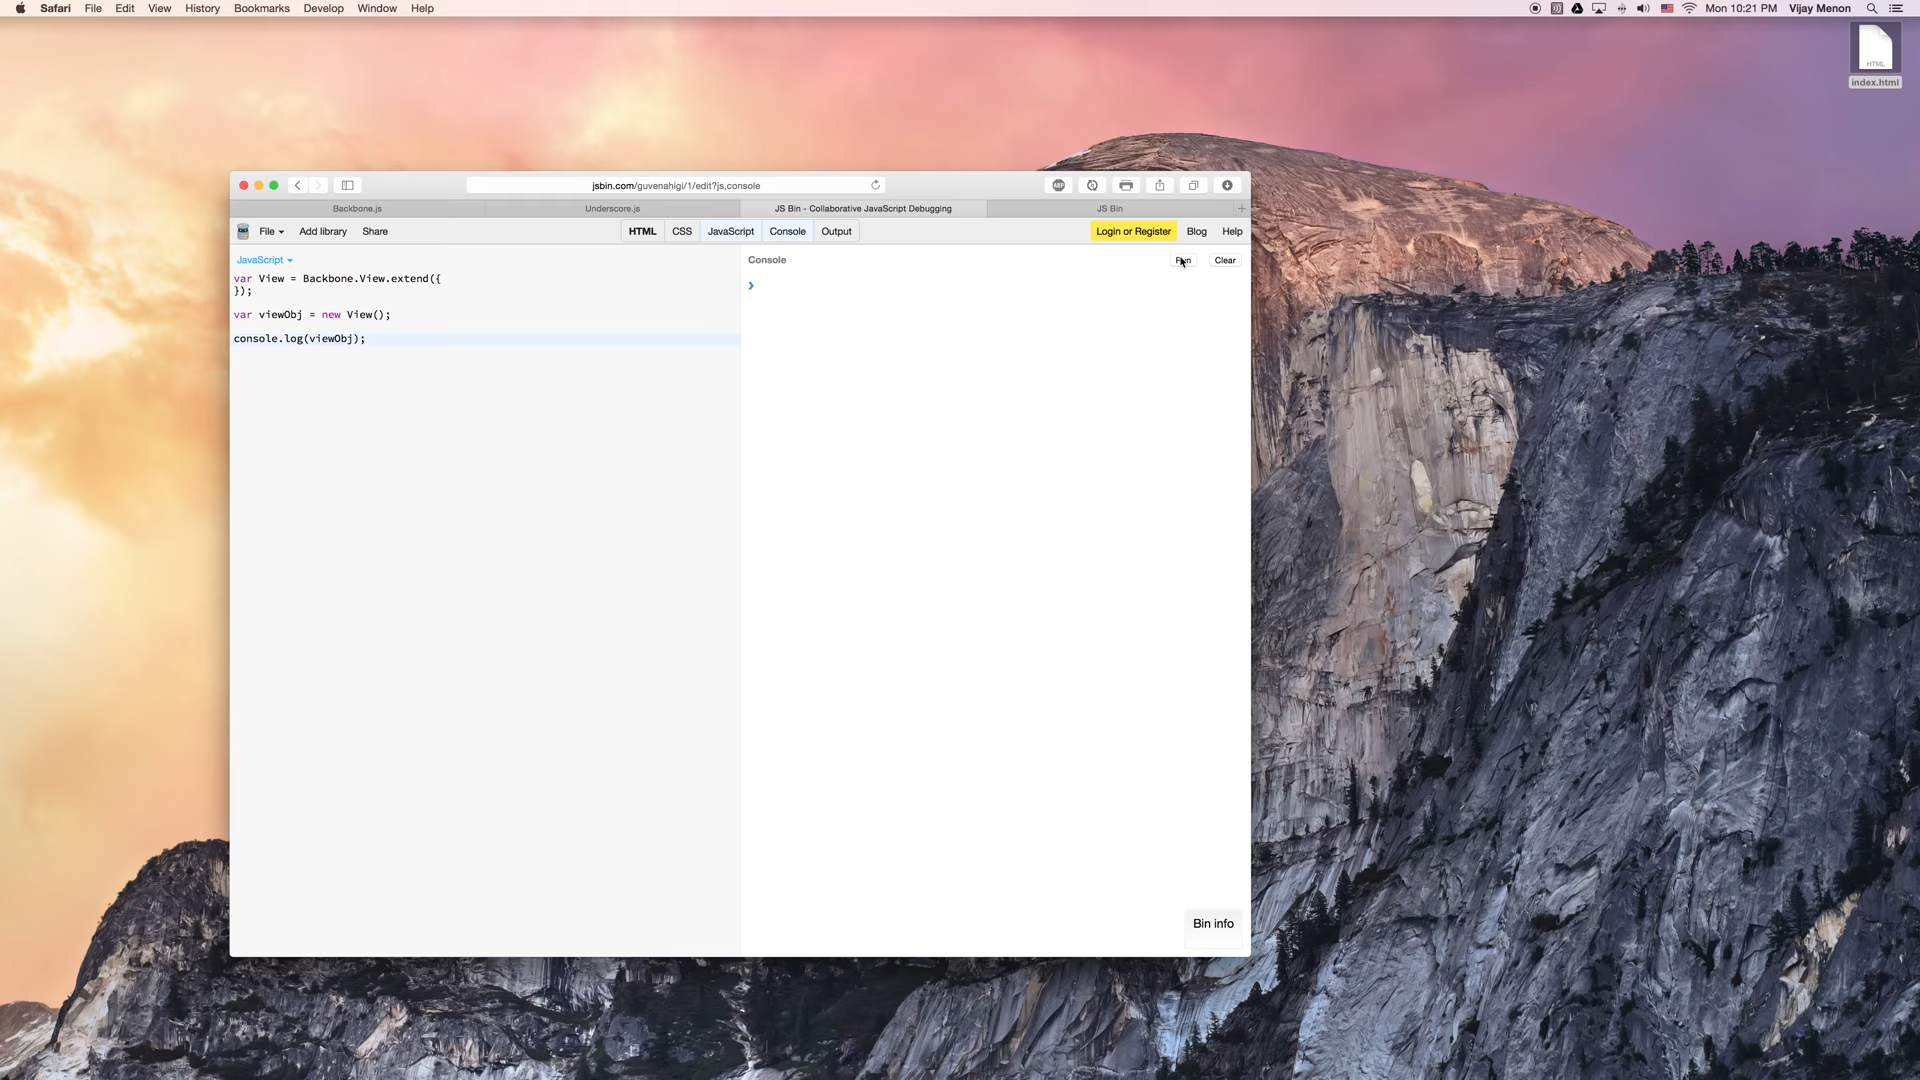 Safari File Edit View History Bookmarks Develop Window Help Mon 10:21 PM Vijay Menon
HTML
index.html
jsbin.com/guvenahigi/1/edit?js,console
ABP
Backbone.js Underscore.js JS Bin - Collaborative JavaScript Debugging JS Bin +
File Add library Share HTML CSS JavaScript Console Output Login or Register Blog Help
JavaScript Console Run Clear
var View = Backbone.View.extend({
});
var viewObj = new View();
console.log(viewObj);
Bin info